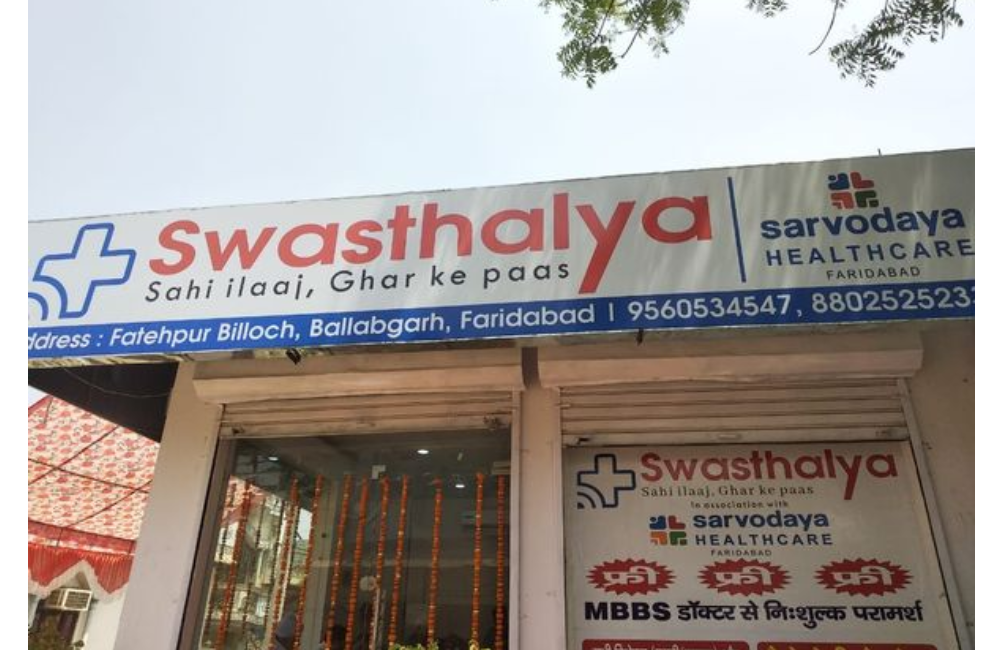 Swasthalya
Sahi ilaaj, Ghar ke paas
sarvodaya
HEALTHCARE
FARIDABAD
ddress : Fatehpur Billoch, Ballabgarh, Faridabad | 9560534547, 880252523
Swasthalya
Sahi ilaaj, Ghar ke paas
In association with
sarvodaya
HEALTHCARE
FARIDABAD
फ्री फ्री फ्री
MBBS डॉक्टर से निःशुल्क परामर्श